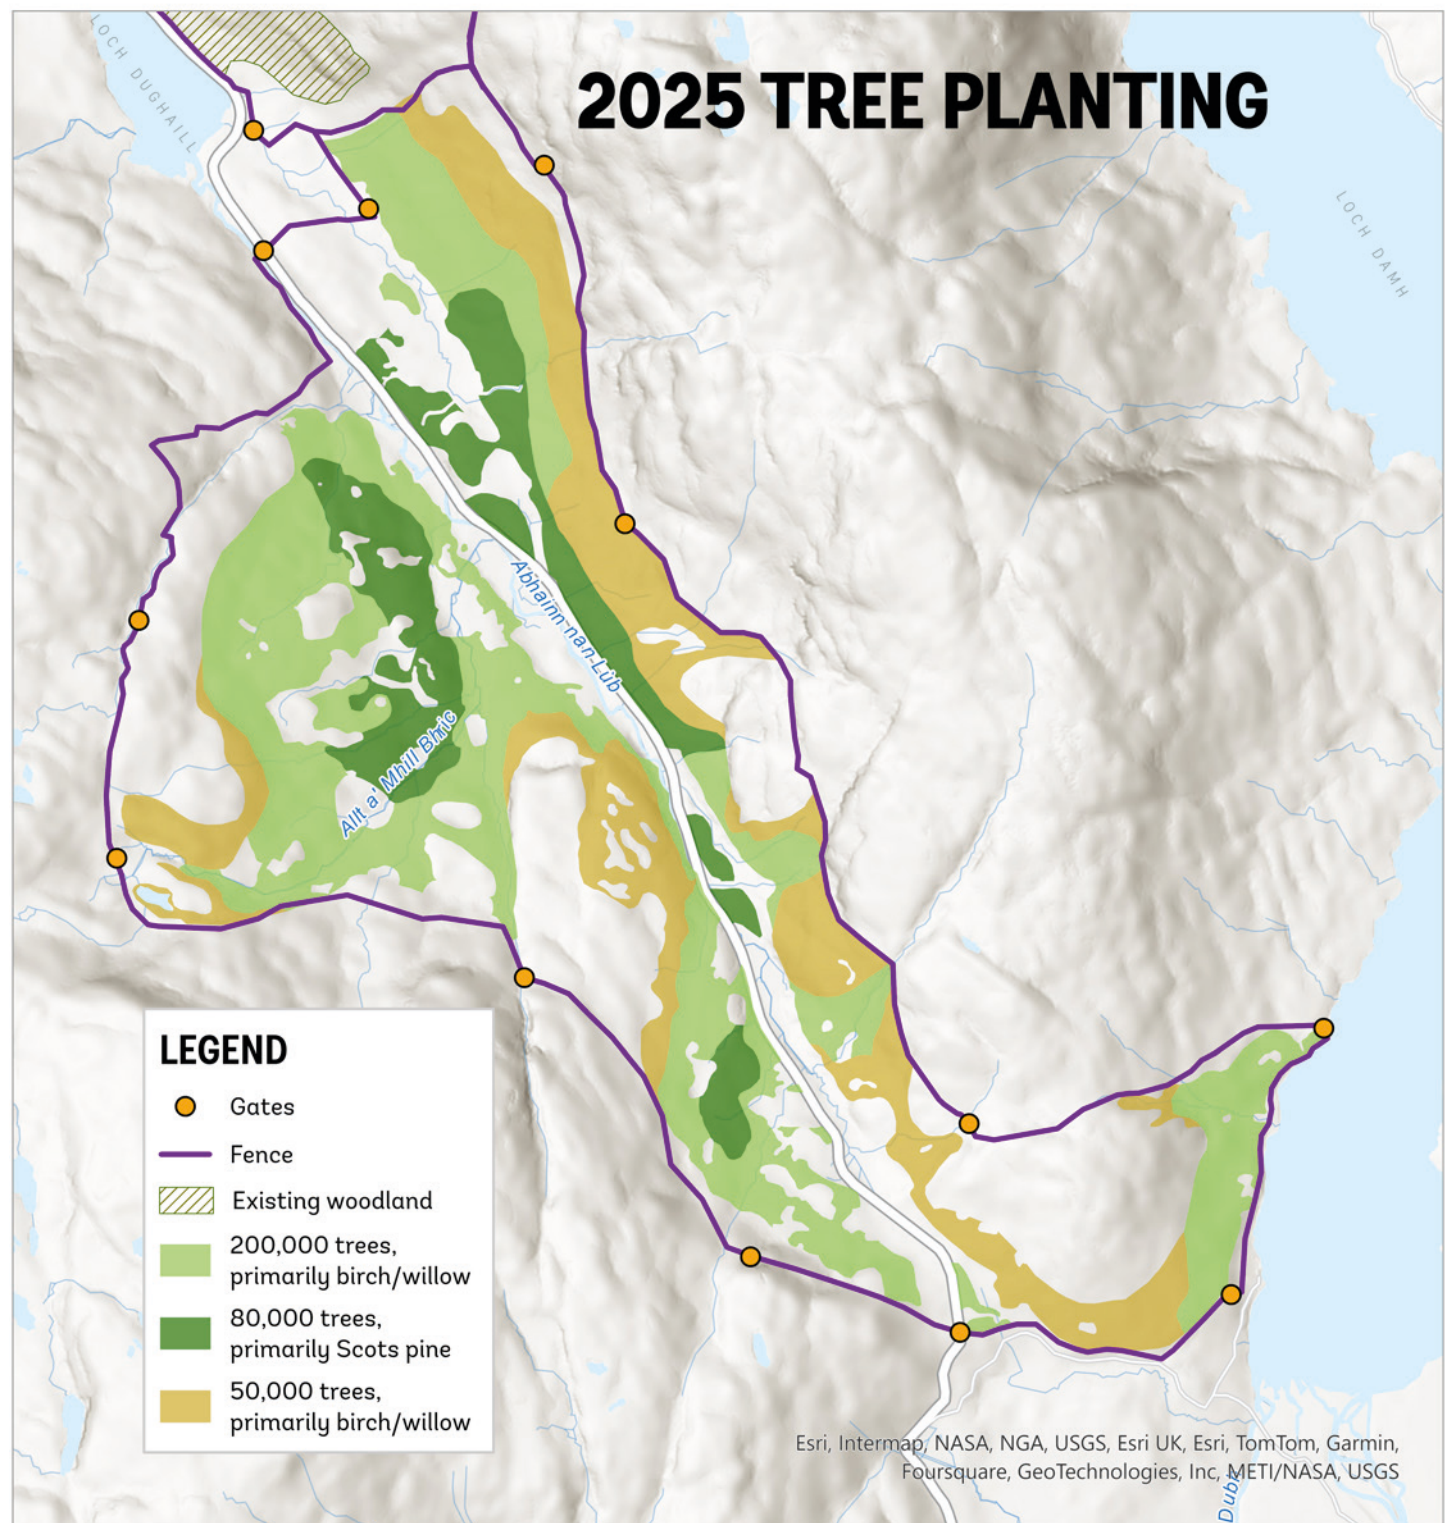 2025 TREE PLANTING
LOCH DUGHAILL
LOCH DAMH
Abhainn nan Lùb
Allt a' Mhill Bhric
LEGEND
Gates
Fence
Existing woodland
200,000 trees,
primarily birch/willow
80,000 trees,
primarily Scots pine
50,000 trees,
primarily birch/willow
Esri, Intermap, NASA, NGA, USGS, Esri UK, Esri, TomTom, Garmin,
Foursquare, GeoTechnologies, Inc, METI/NASA, USGS
Dubh